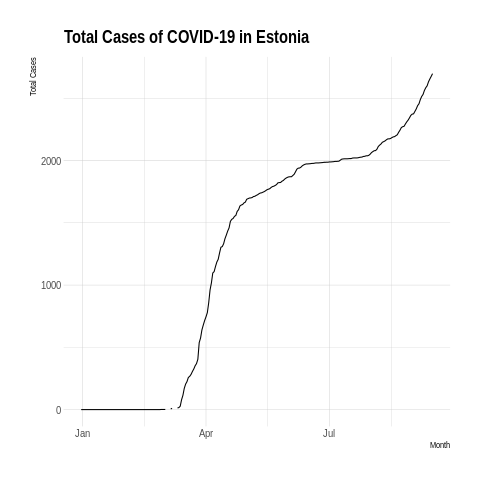 Total Cases of COVID-19 in Estonia
Total Cases
2000
1000
0
Jan Apr Jul
Month